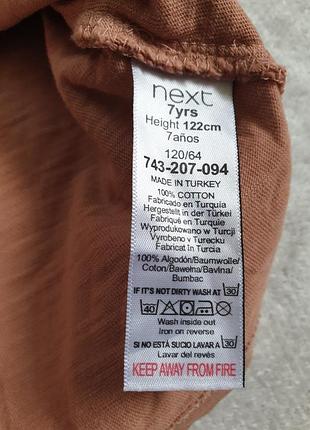 next
7yrs
Height 122cm
7años
120/64
743-207-094
MADE IN TURKEY
100% COTTON
Fabricado en Turquía
Hergestellt in der Türkei
Fabriqué en Turquie
Wyprodukowano w Turcji
Vyrobeno v Turecku
Fabricat în Turcia
100% Algodón/Baumwolle/
Coton/Bawełna/Bavlna/
Bumbac
IF IT'S NOT DIRTY WASH AT 30
40
Wash inside out
Iron on reverse
SI NO ESTÁ SUCIO LAVAR A 30
Lavar del revés
KEEP AWAY FROM FIRE